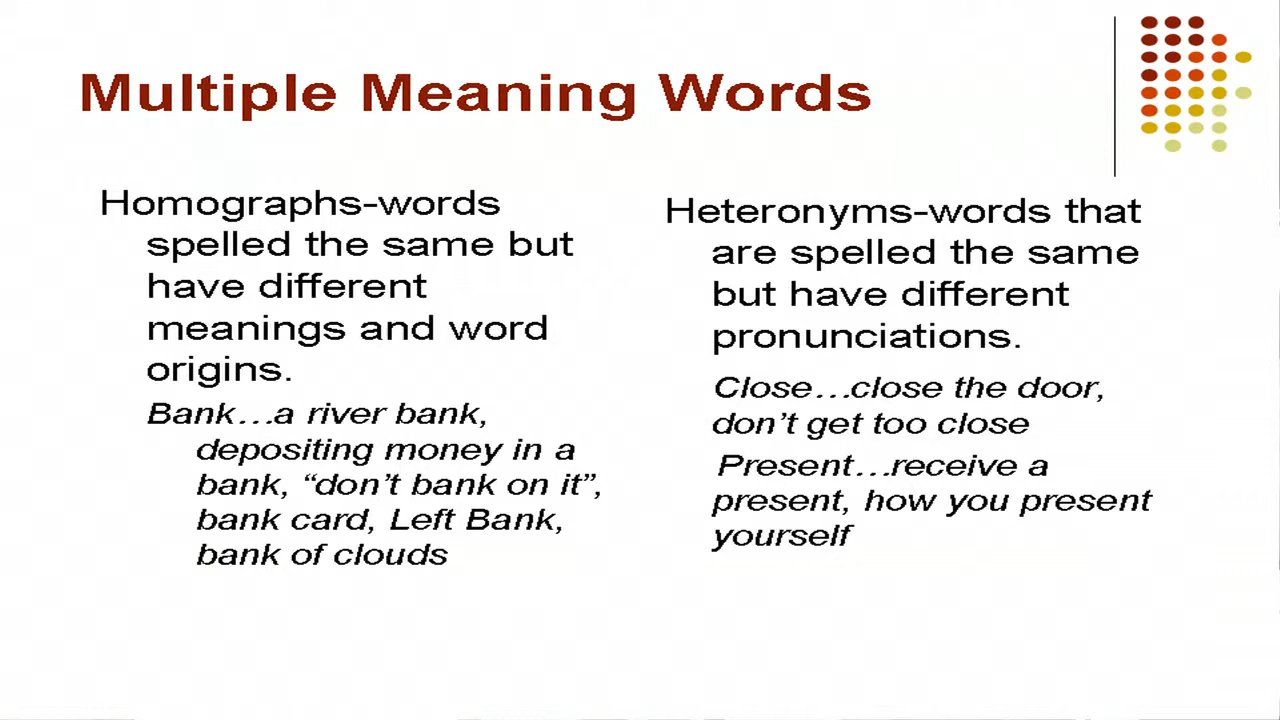 Multiple Meaning Words
Homographs-words
spelled the same but
have different
meanings and word
origins.
Bank…a river bank,
depositing money in a
bank, “don’t bank on it”,
bank card, Left Bank,
bank of clouds
Heteronyms-words that
are spelled the same
but have different
pronunciations.
Close…close the door,
don’t get too close
Present…receive a
present, how you present
yourself